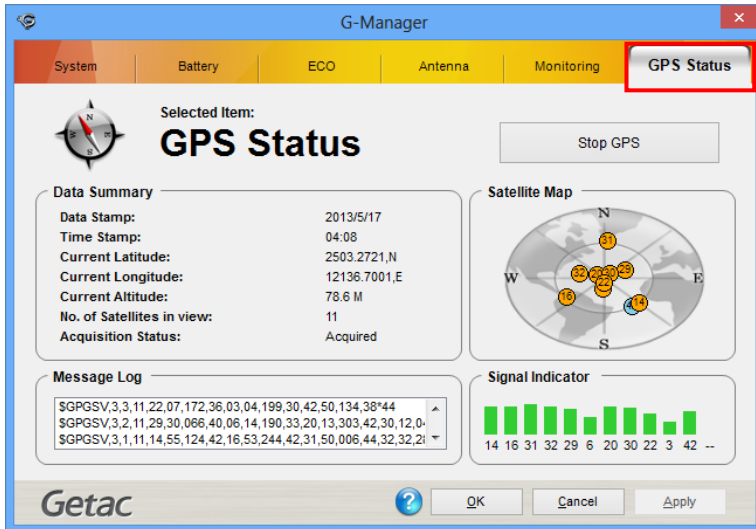 G-Manager
System Battery ECO Antenna Monitoring GPS Status
Selected Item:
GPS Status
Stop GPS
Data Summary
Data Stamp: 2013/5/17
Time Stamp: 04:08
Current Latitude: 2503.2721,N
Current Longitude: 12136.7001,E
Current Altitude: 78.6 M
No. of Satellites in view: 11
Acquisition Status: Acquired
Satellite Map
N
31
32 29
W E
22
16 14
S
Message Log
$GPGSV,3,3,11,22,07,172,36,03,04,199,30,42,50,134,38*44
$GPGSV,3,2,11,29,30,066,40,06,14,190,33,20,13,303,42,30,12,04
$GPGSV,3,1,11,14,55,124,42,16,53,244,42,31,50,006,44,32,32,28
Signal Indicator
14 16 31 32 29 6 20 30 22 3 42 --
Getac
? OK Cancel Apply